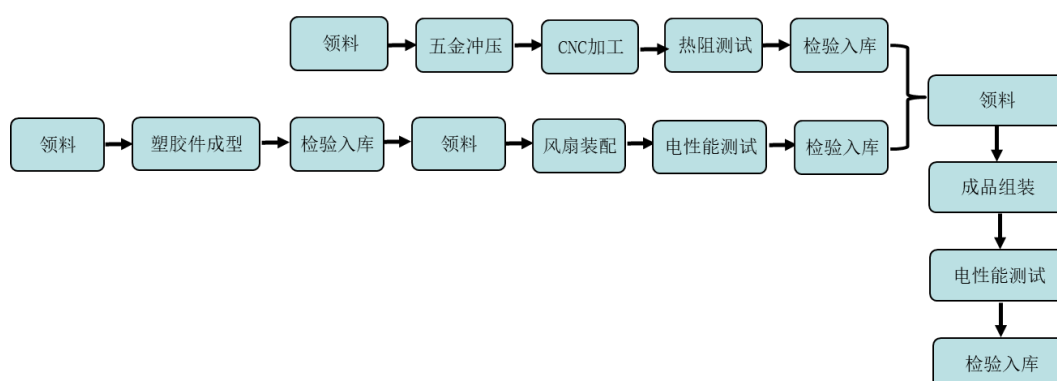 领料
五金冲压
CNC加工
热阻测试
检验入库
领料
塑胶件成型
检验入库
领料
风扇装配
电性能测试
检验入库
领料
成品组装
电性能测试
检验入库